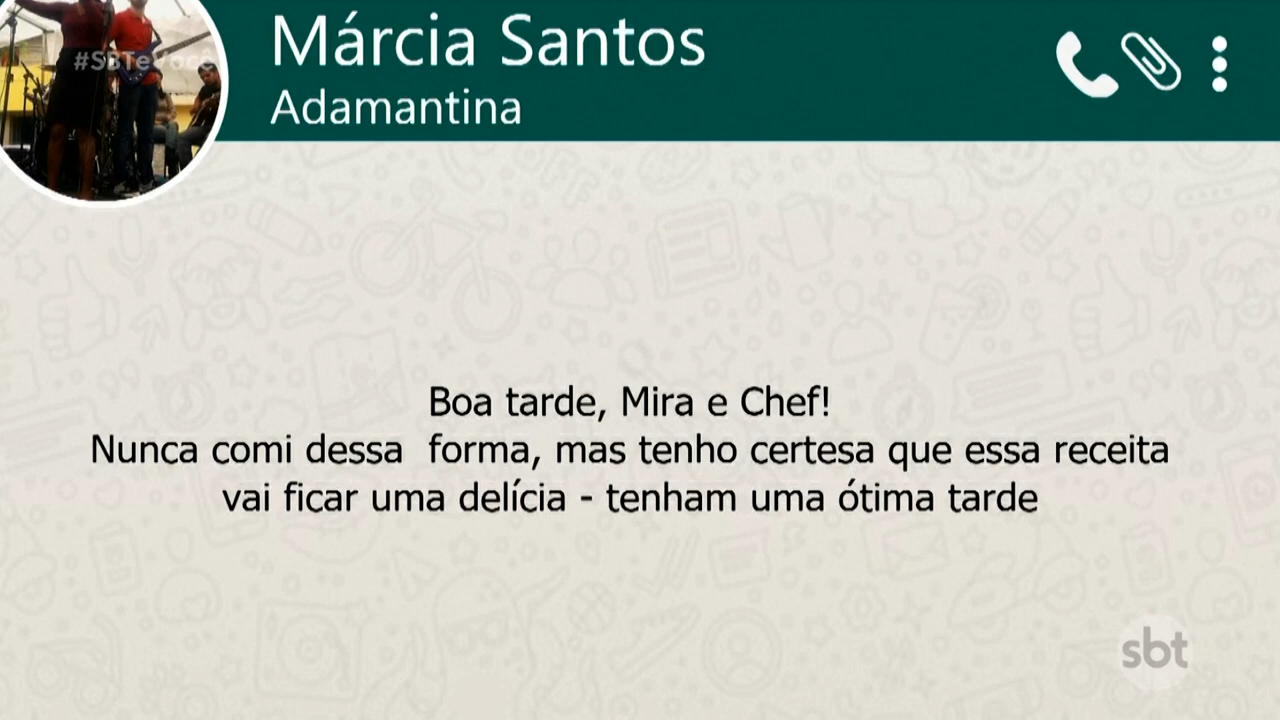 #SBTeVocê
Márcia Santos
Adamantina
Boa tarde, Mira e Chef!
Nunca comi dessa  forma, mas tenho certesa que essa receita
vai ficar uma delícia - tenham uma ótima tarde
sbt